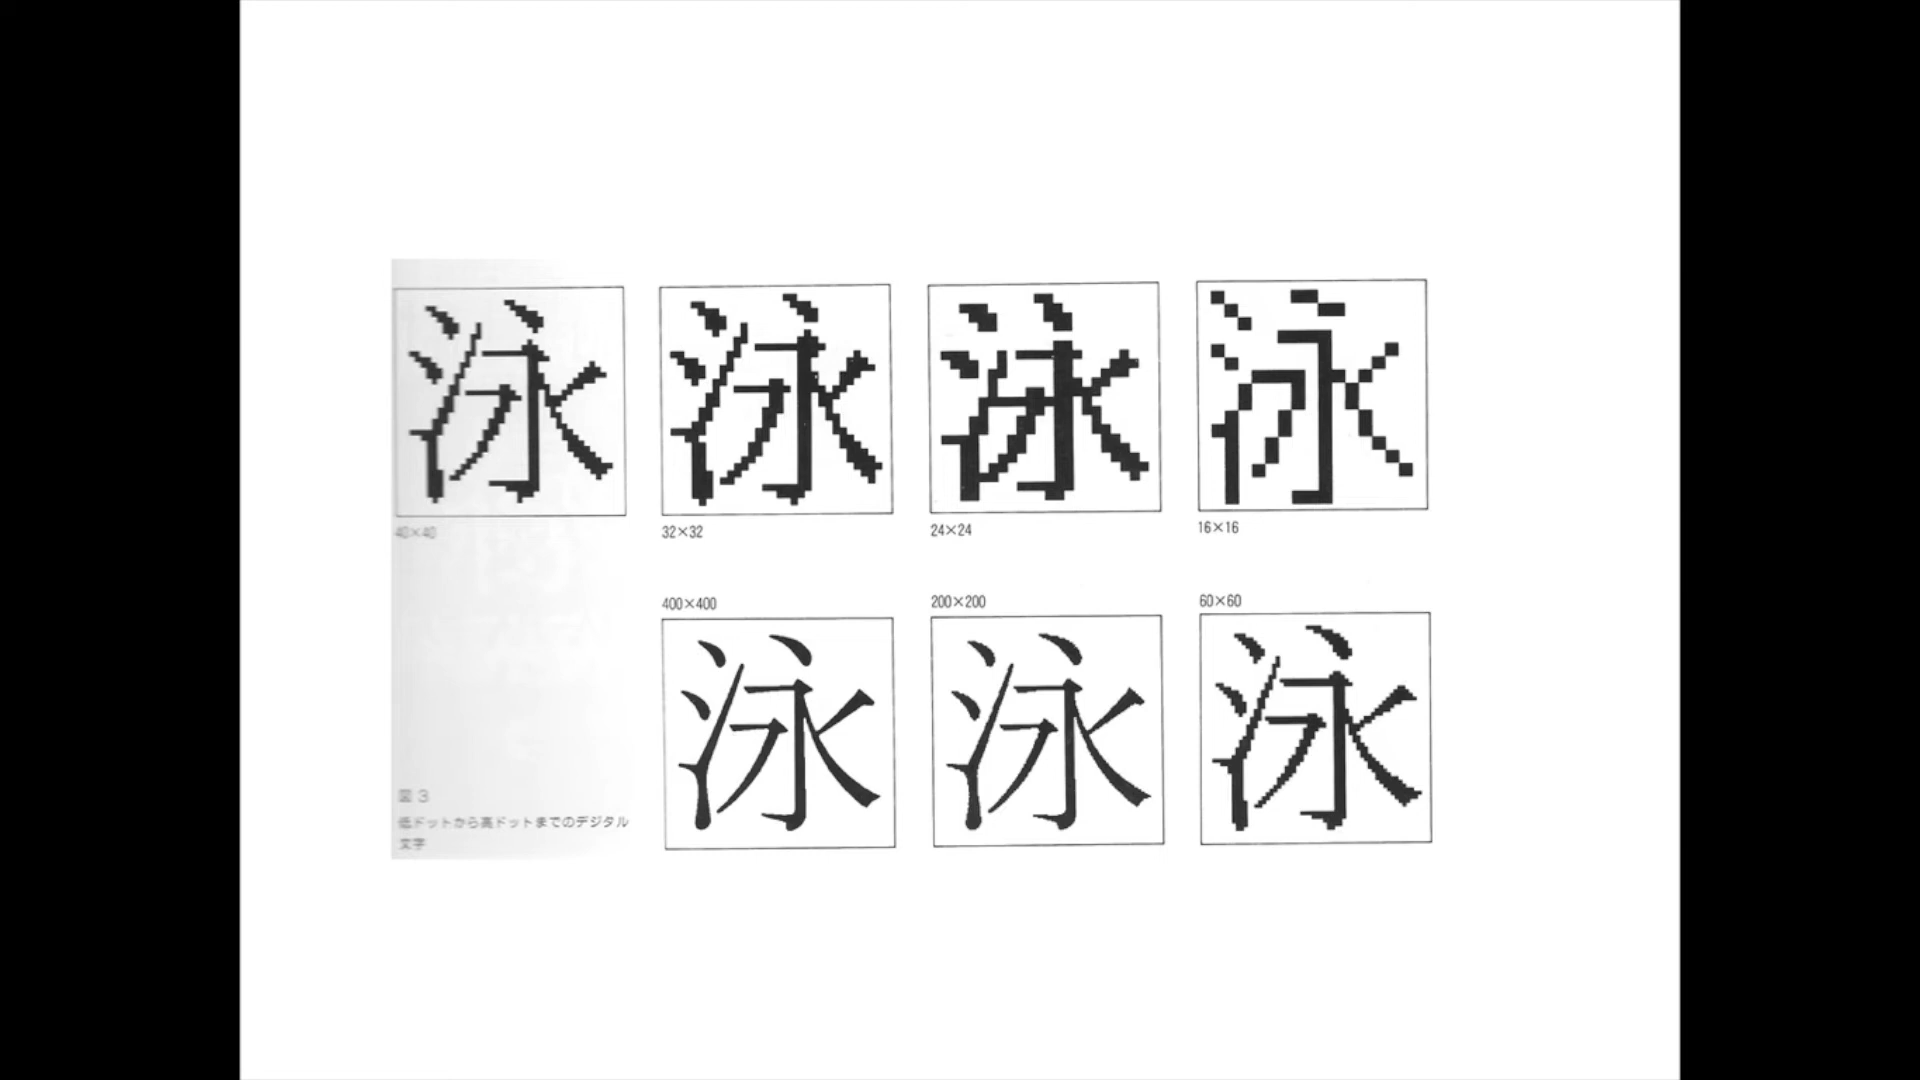 泳 泳 泳 泳
40×40 32×32 24×24 16×16
400×400 200×200 60×60
泳 泳 泳
図3
低ドットから高ドットまでのデジタル
文字